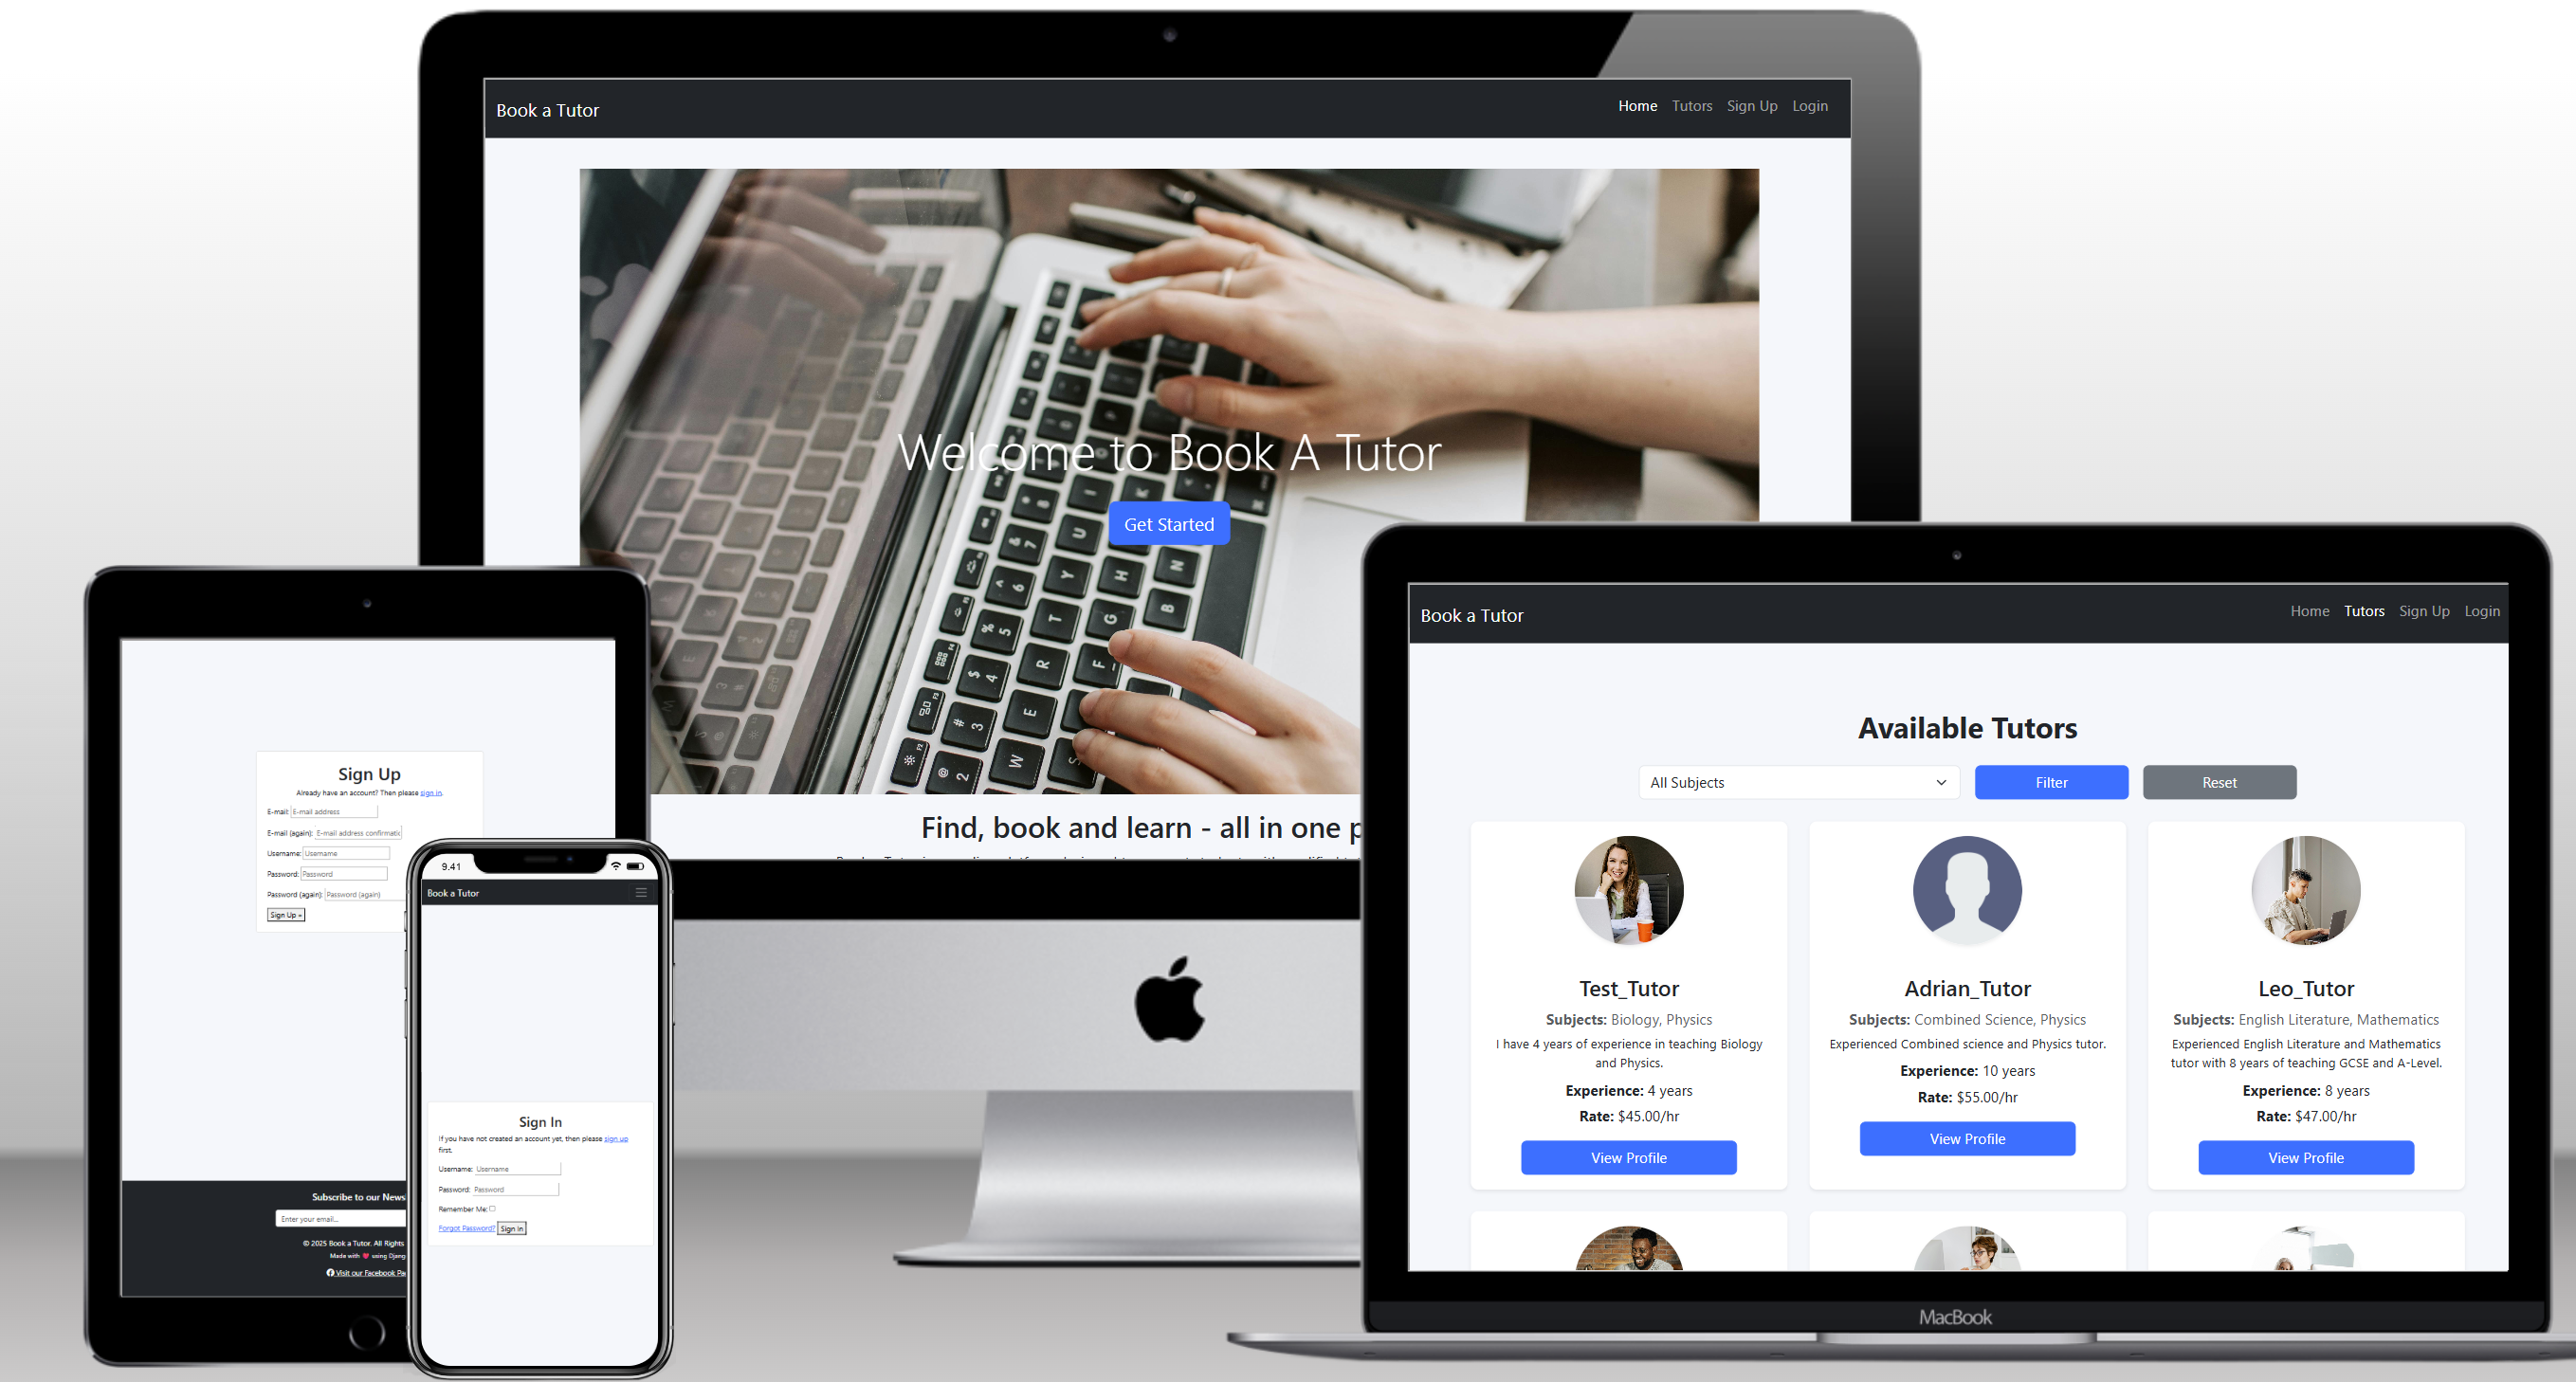 Book a Tutor
Home Tutors Sign Up Login
Welcome to Book A Tutor
Get Started
Find, book and learn - all in one p
Sign Up
Already have an account? Then please sign in.
E-mail: E-mail address
E-mail (again): E-mail address confirmatic
Username: Username
Password: Password
Password (again): Password (again)
Sign Up »
Subscribe to our News
Enter your email...
© 2025 Book a Tutor. All Rights
Made with ❤ using Djang
Visit our Facebook Pa
9.41
Book a Tutor
Sign In
If you have not created an account yet, then please sign up
first.
Username: Username
Password: Password
Remember Me:
Forgot Password? Sign In
Book a Tutor
Home Tutors Sign Up Login
Available Tutors
All Subjects Filter Reset
Test_Tutor
Subjects: Biology, Physics
I have 4 years of experience in teaching Biology
and Physics.
Experience: 4 years
Rate: $45.00/hr
View Profile
Adrian_Tutor
Subjects: Combined Science, Physics
Experienced Combined science and Physics tutor.
Experience: 10 years
Rate: $55.00/hr
View Profile
Leo_Tutor
Subjects: English Literature, Mathematics
Experienced English Literature and Mathematics
tutor with 8 years of teaching GCSE and A-Level.
Experience: 8 years
Rate: $47.00/hr
View Profile
MacBook